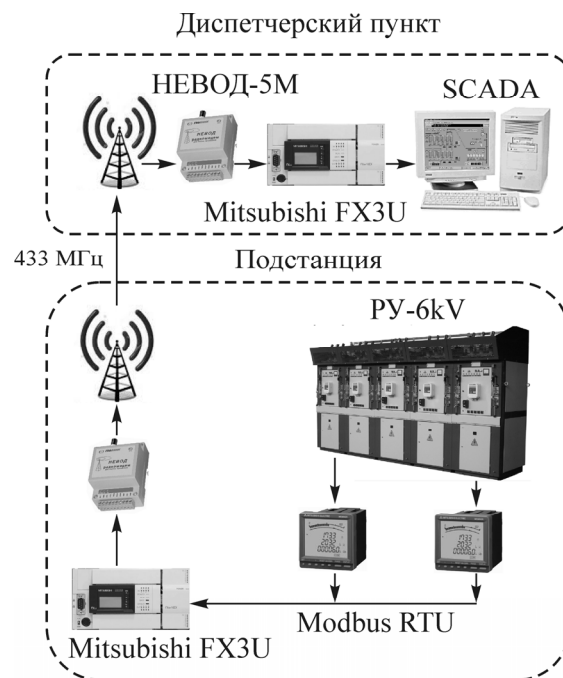 Диспетчерский пункт
НЕВОД-5М
SCADA
Mitsubishi FX3U
433 МГц
Подстанция
РУ-6kV
Modbus RTU
Mitsubishi FX3U